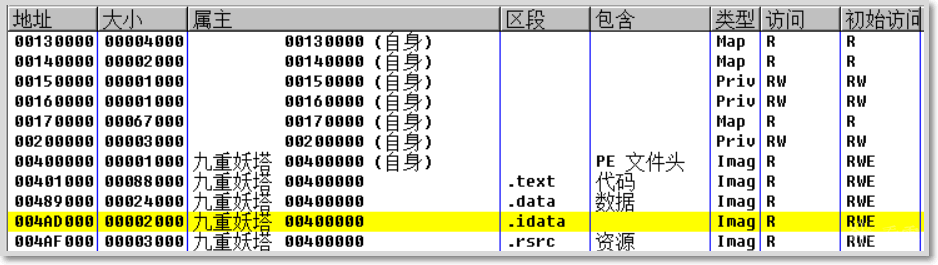 地址 大小 属主 区段 包含 类型 访问 初始访问
00130000 00004000 00130000 (自身) Map R R
00140000 00002000 00140000 (自身) Map R R
00150000 00001000 00150000 (自身) Priv RW RW
00160000 00001000 00160000 (自身) Priv RW RW
00170000 00067000 00170000 (自身) Map R R
00200000 00003000 00200000 (自身) Priv RW RW
00400000 00001000 九重妖塔 00400000 (自身) PE 文件头 Imag R RWE
00401000 00088000 九重妖塔 00400000 .text 代码 Imag R RWE
00489000 00024000 九重妖塔 00400000 .data 数据 Imag R RWE
004AD000 00002000 九重妖塔 00400000 .idata Imag R RWE
004AF000 00003000 九重妖塔 00400000 .rsrc 资源 Imag R RWE